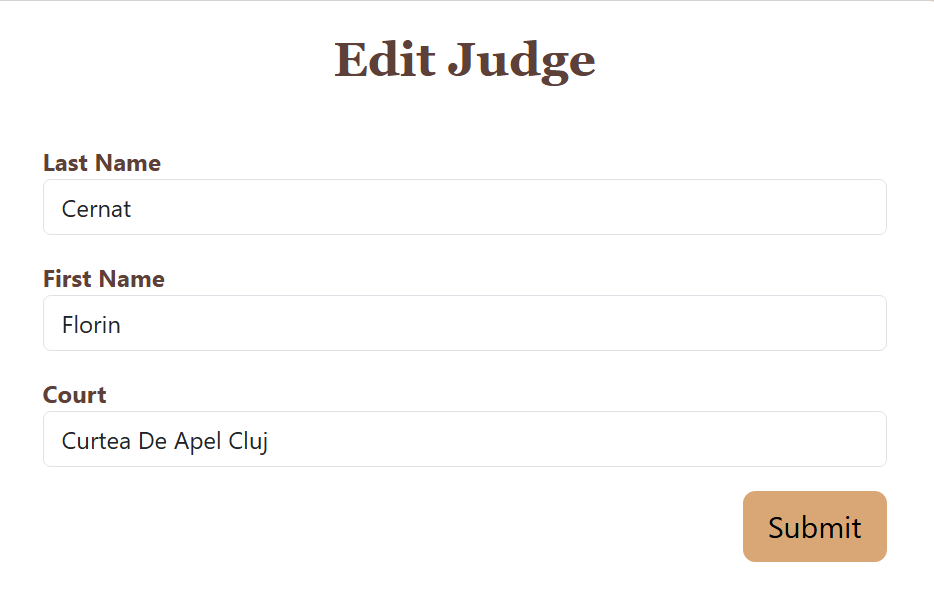 Edit Judge
Last Name
Cernat
First Name
Florin
Court
Curtea De Apel Cluj
Submit